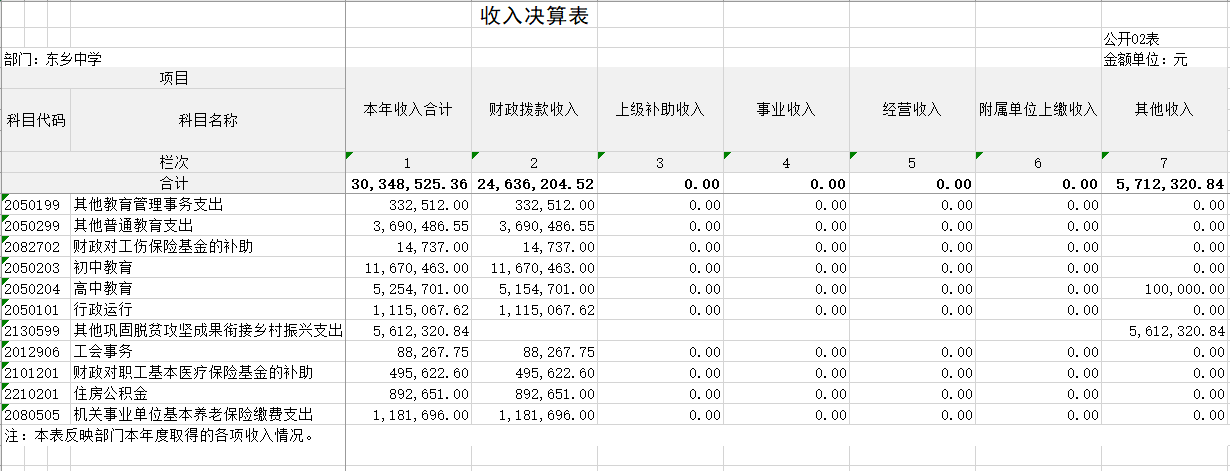 收入决算表
公开02表
部门：东乡中学 金额单位：元
项目 本年收入合计 财政拨款收入 上级补助收入 事业收入 经营收入 附属单位上缴收入 其他收入
科目代码 科目名称
栏次 1 2 3 4 5 6 7
合计 30,348,525.36 24,636,204.52 0.00 0.00 0.00 0.00 5,712,320.84
2050199 其他教育管理事务支出 332,512.00 332,512.00 0.00 0.00 0.00 0.00 0.00
2050299 其他普通教育支出 3,690,486.55 3,690,486.55 0.00 0.00 0.00 0.00 0.00
2082702 财政对工伤保险基金的补助 14,737.00 14,737.00 0.00 0.00 0.00 0.00 0.00
2050203 初中教育 11,670,463.00 11,670,463.00 0.00 0.00 0.00 0.00 0.00
2050204 高中教育 5,254,701.00 5,154,701.00 0.00 0.00 0.00 0.00 100,000.00
2050101 行政运行 1,115,067.62 1,115,067.62 0.00 0.00 0.00 0.00 0.00
2130599 其他巩固脱贫攻坚成果衔接乡村振兴支出 5,612,320.84 5,612,320.84
2012906 工会事务 88,267.75 88,267.75 0.00 0.00 0.00 0.00 0.00
2101201 财政对职工基本医疗保险基金的补助 495,622.60 495,622.60 0.00 0.00 0.00 0.00 0.00
2210201 住房公积金 892,651.00 892,651.00 0.00 0.00 0.00 0.00 0.00
2080505 机关事业单位基本养老保险缴费支出 1,181,696.00 1,181,696.00 0.00 0.00 0.00 0.00 0.00
注：本表反映部门本年度取得的各项收入情况。